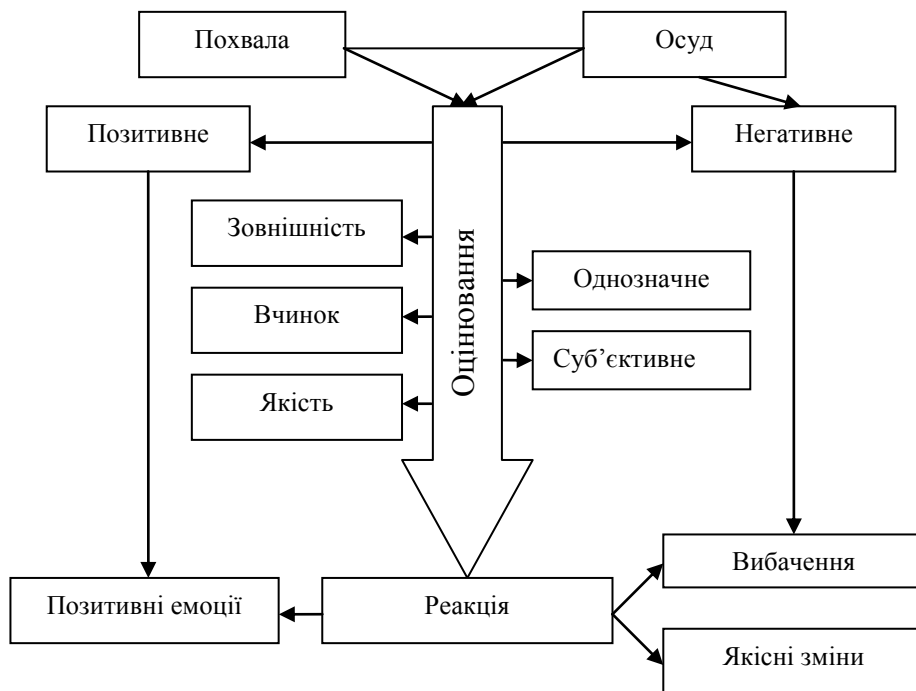 Похвала
Осуд
Позитивне
Негативне
Зовнішність
Оцінювання
Однозначне
Вчинок
Суб’єктивне
Якість
Вибачення
Позитивні емоції
Реакція
Якісні зміни